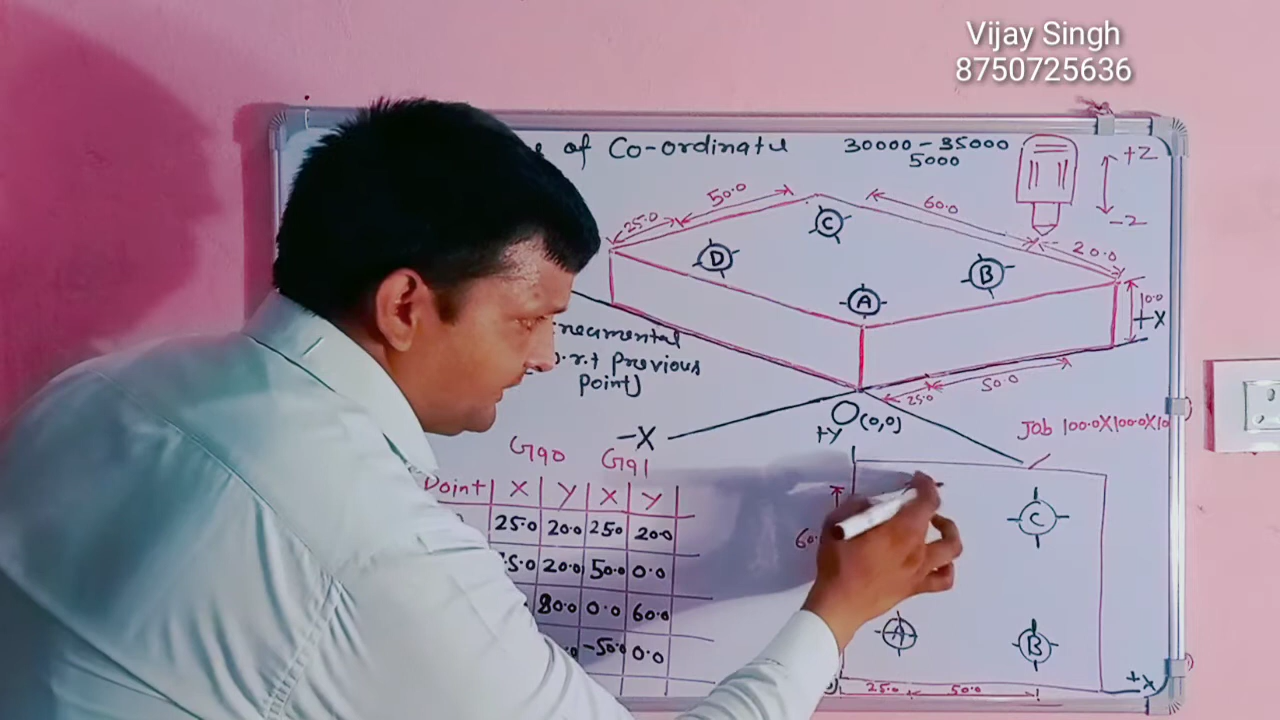 Vijay Singh
8750725636
of Co-ordinate
30000 - 35000
5000
+Z
-Z
25.0
50.0
60.0
20.0
C
D
B
A
10.0
+X
Previous
Point)
25.0
50.0
O(0,0)
+Y
-X
Job 100.0X100.0X10
G90 G91
Point X Y X Y
25.0 20.0 25.0 20.0
5.0 20.0 50.0 0.0
80.0 0.0 60.0
-50.0 0.0
C
A
B
+X
25.0
50.0